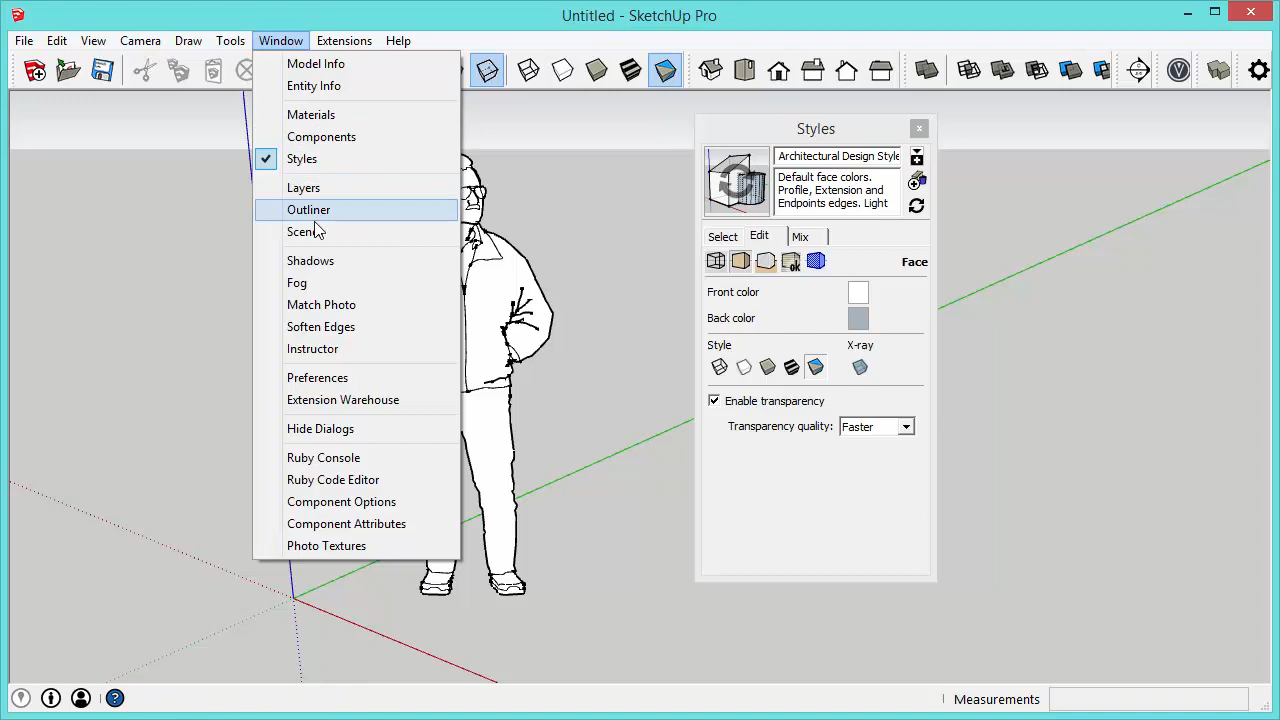 Untitled - SketchUp Pro
File Edit View Camera Draw Tools Window Extensions Help
Model Info
Entity Info
Materials
Components
Styles
Layers
Outliner
Shadows
Fog
Match Photo
Soften Edges
Instructor
Preferences
Extension Warehouse
Hide Dialogs
Ruby Console
Ruby Code Editor
Component Options
Component Attributes
Photo Textures
Styles
Architectural Design Style
Default face colors.
Profile, Extension and
Endpoints edges. Light
Select Edit Mix
ok
Face
Front color
Back color
Style X-ray
Enable transparency
Transparency quality: Faster
Measurements